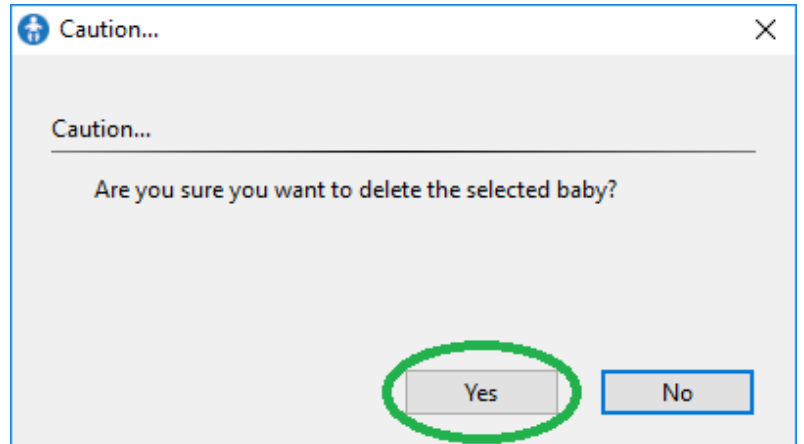 Caution...
Caution...
Are you sure you want to delete the selected baby?
Yes No